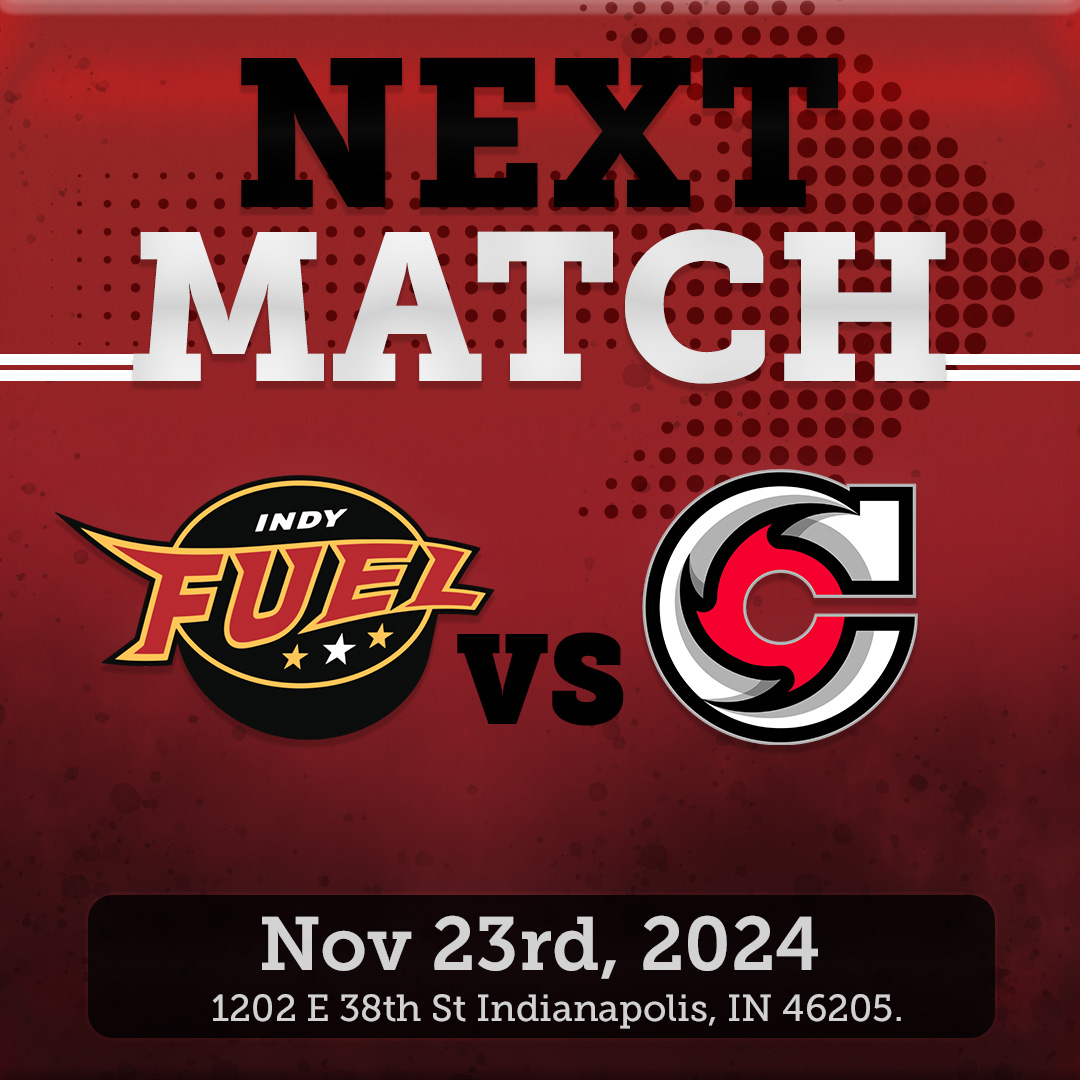 NEXT
MATCH
INDY
FUEL
VS
C
Nov 23rd, 2024
1202 E 38th St Indianapolis, IN 46205.